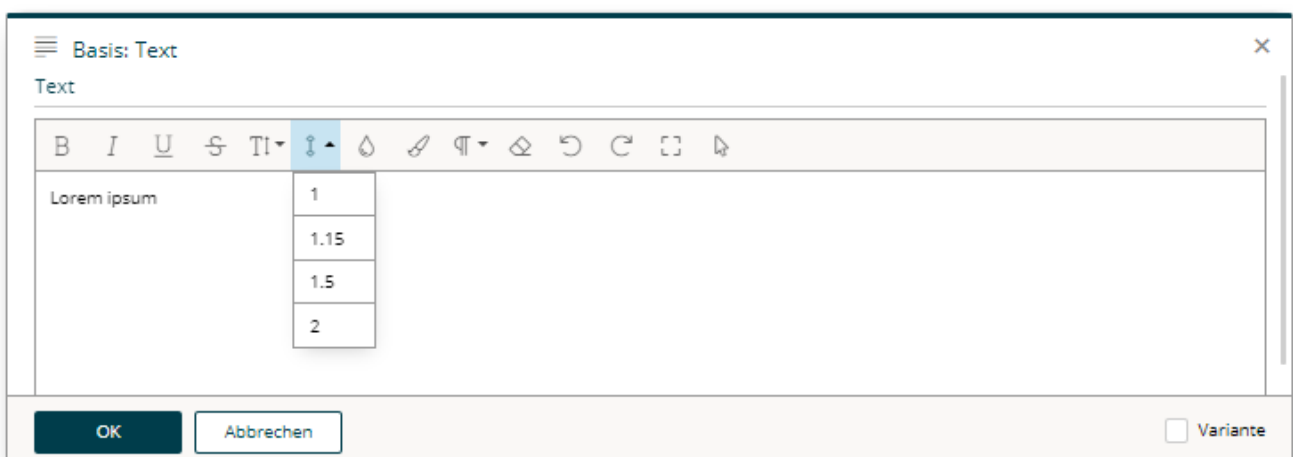 Basis: Text
Text
B I U S T
Lorem ipsum
1
1.15
1.5
2
OK Abbrechen Variante